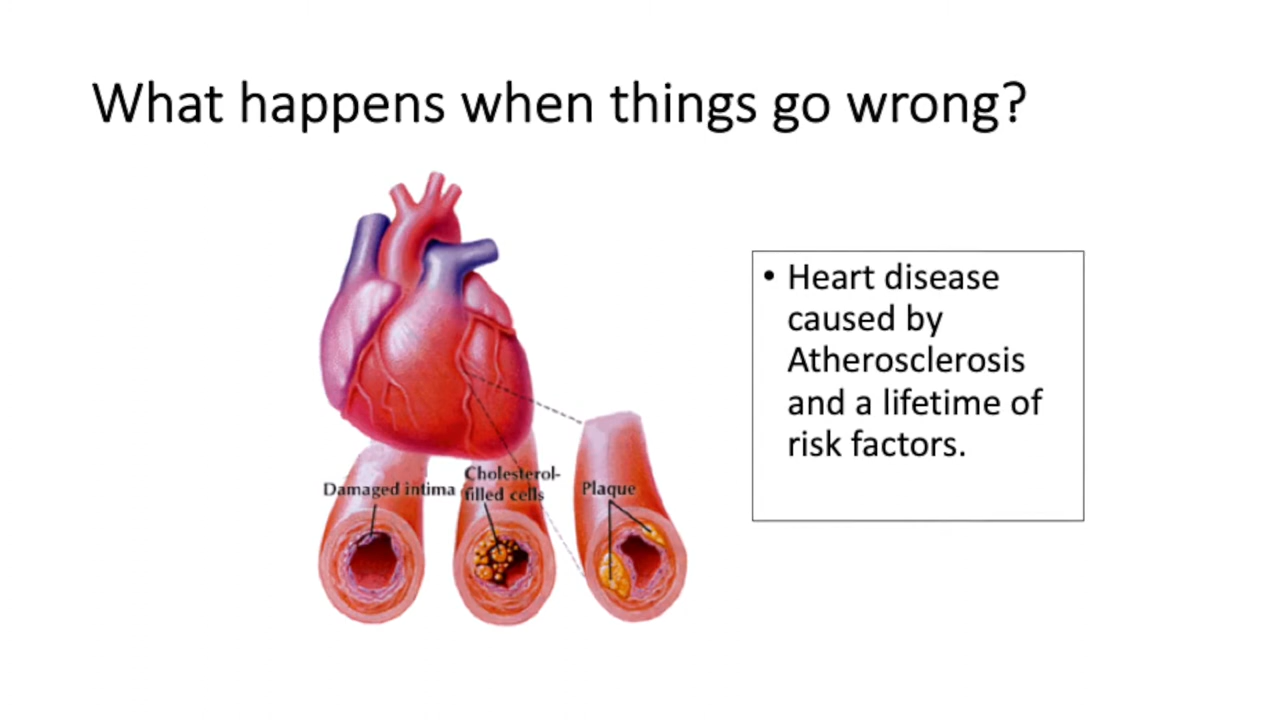 What happens when things go wrong?
• Heart disease
caused by
Atherosclerosis
and a lifetime of
risk factors.
Damaged intima
Cholesterol-
filled cells
Plaque